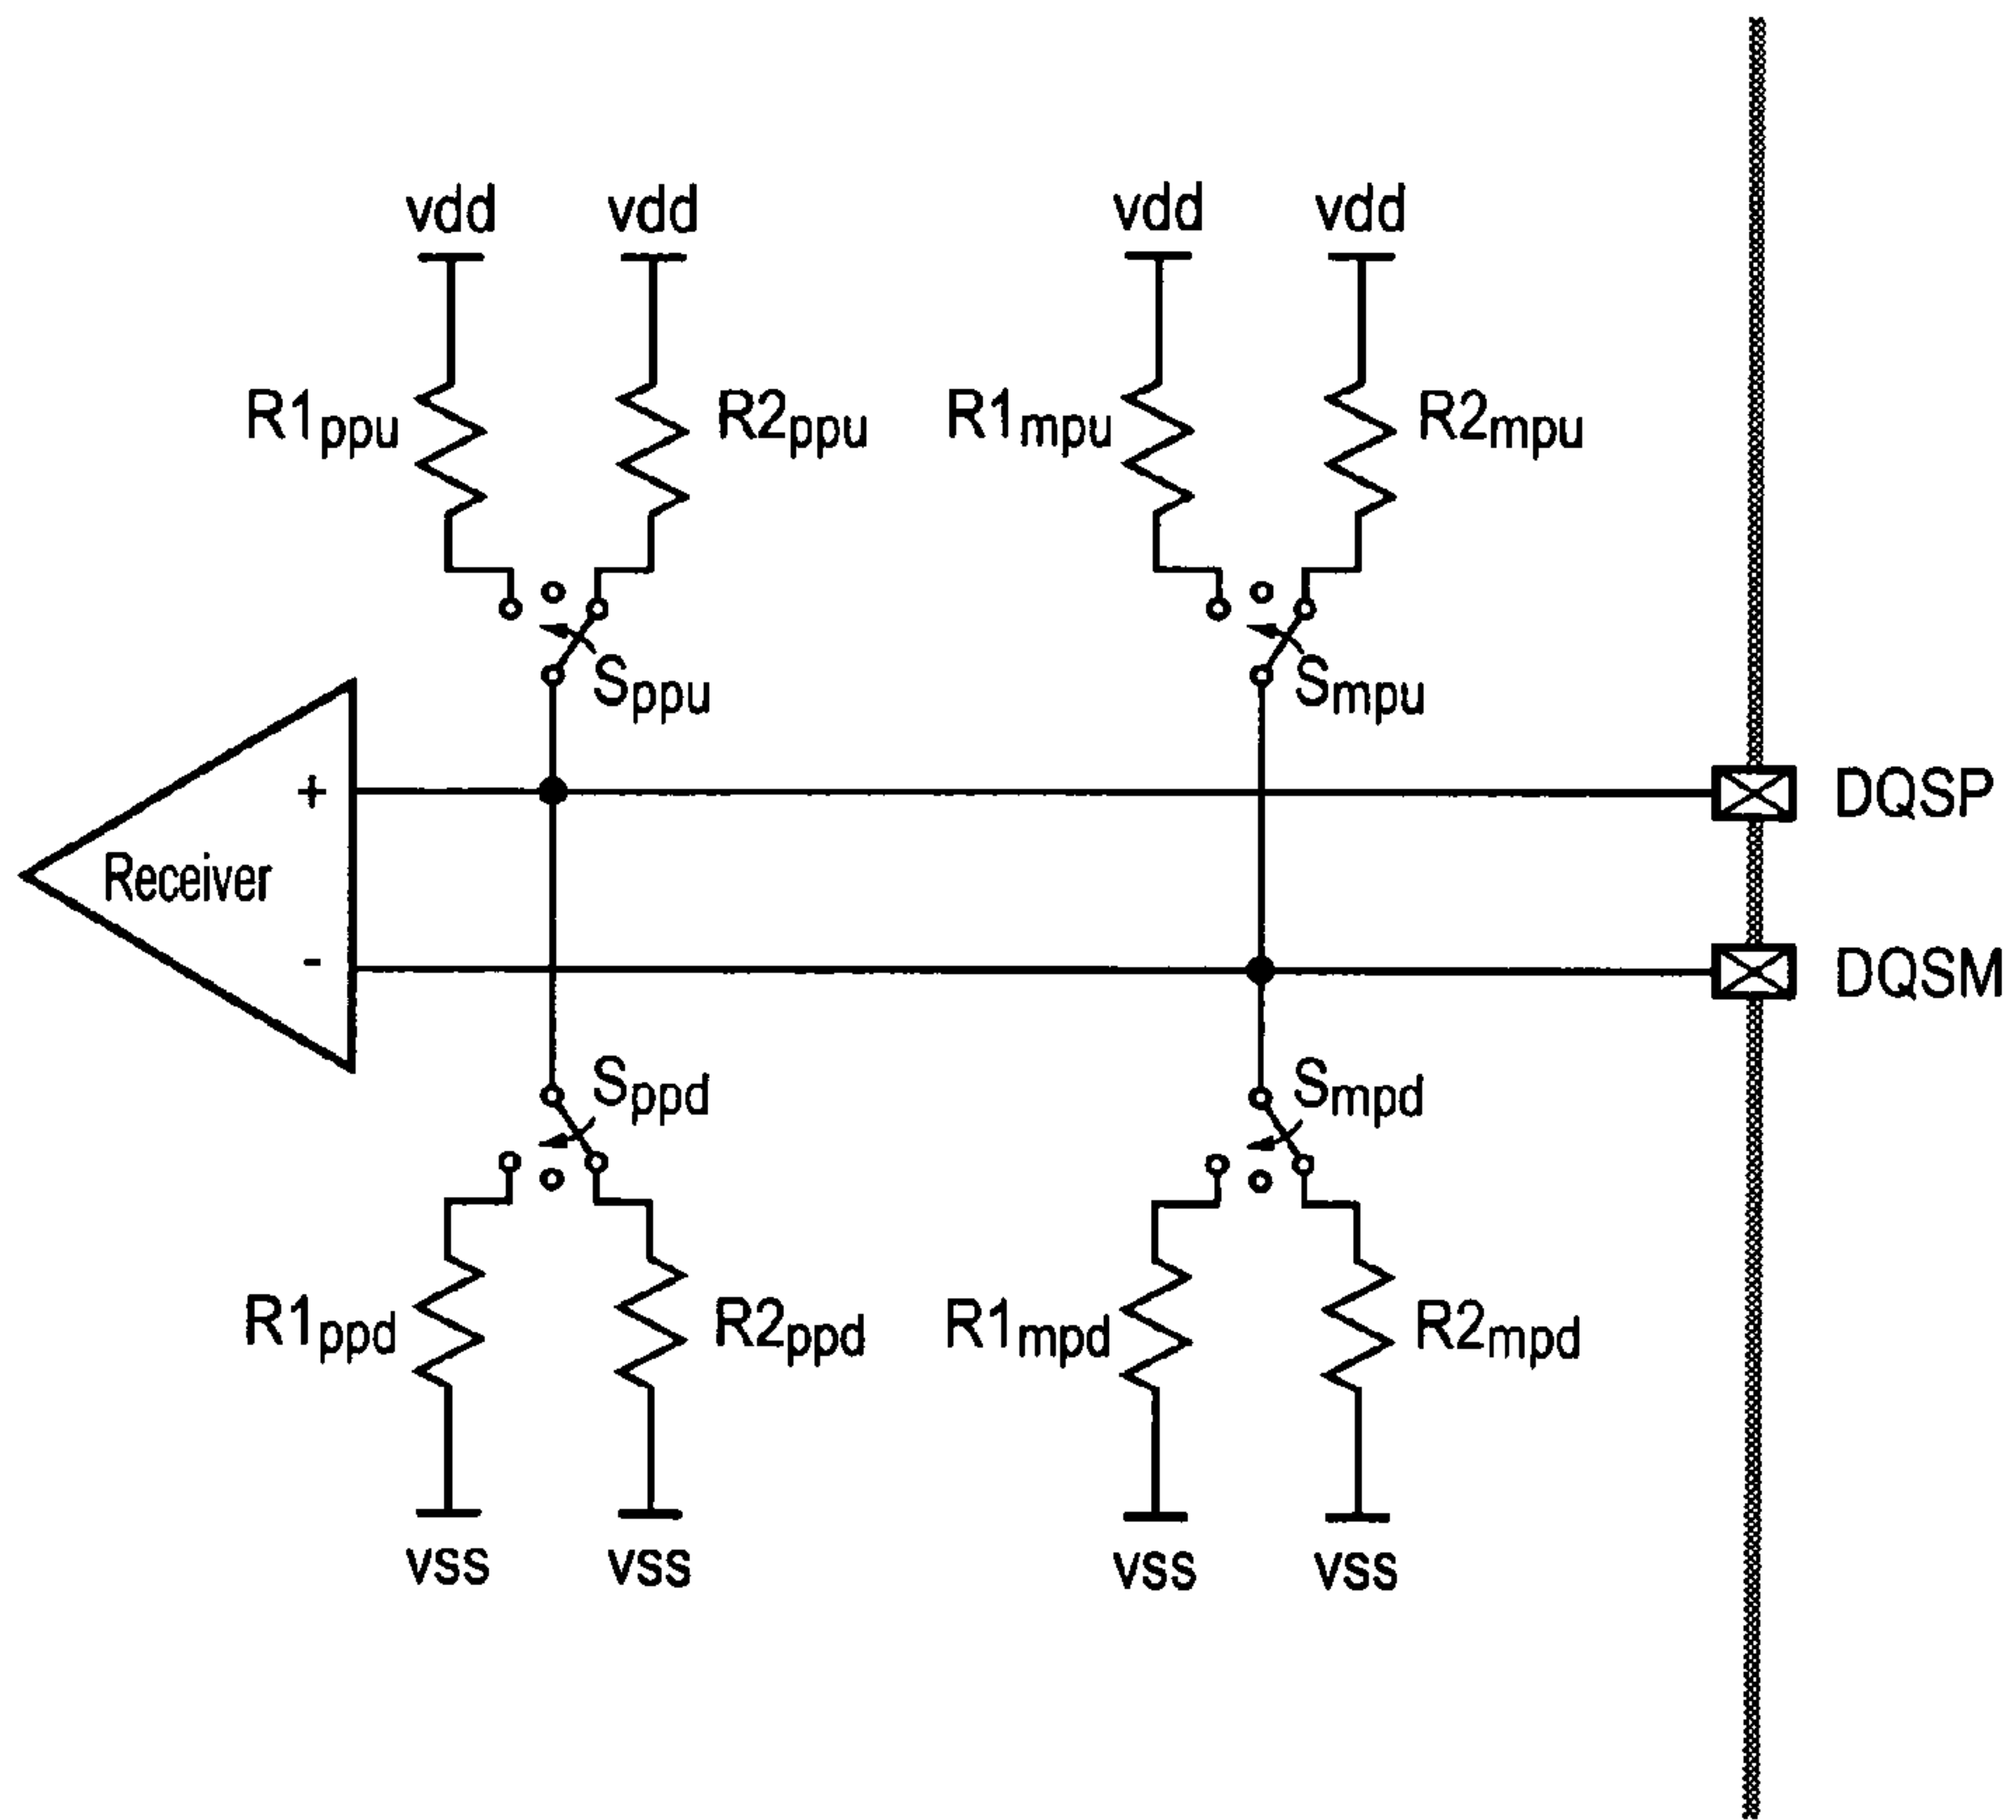 vdd vdd vdd vdd
R1ppu R2ppu R1mpu R2mpu
Sppu Smpu
+ DQSP
Receiver
- DQSM
Sppd Smpd
R1ppd R2ppd R1mpd R2mpd
vss vss vss vss